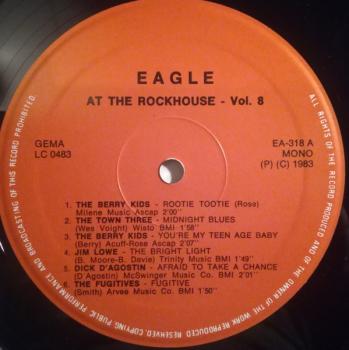 EAGLE
AT THE ROCKHOUSE - Vol. 8
GEMA
LC 0483
EA-318 A
MONO
(P) (C) 1983
1. THE BERRY KIDS - ROOTIE TOOTIE (Rose)
Milene Music Ascap 2'00"
2. THE TOWN THREE - MIDNIGHT BLUES
(Wes Voight) Wisto BMI 1'58"
3. THE BERRY KIDS - YOU'RE MY TEEN AGE BABY
(Berry) Acuff-Rose Ascap 2'07"
4. JIM LOWE - THE BRIGHT LIGHT
(B. Moore-B. Davie) Trinity Music BMI 1'49"
5. DICK D'AGOSTIN - AFRAID TO TAKE A CHANCE
(D'Agostin) McSwinger Music Co. BMI 2'01"
6. THE FUGITIVES - FUGITIVE
(Smith) Arvee Music Co. BMI 1'50"
ALL RIGHTS OF THE RECORD PRODUCER AND OF THE OWNER OF THE WORK REPRODUCED RESERVED. COPYING PUBLIC PERFORMANCE AND BROADCASTING OF THIS RECORD PROHIBITED.